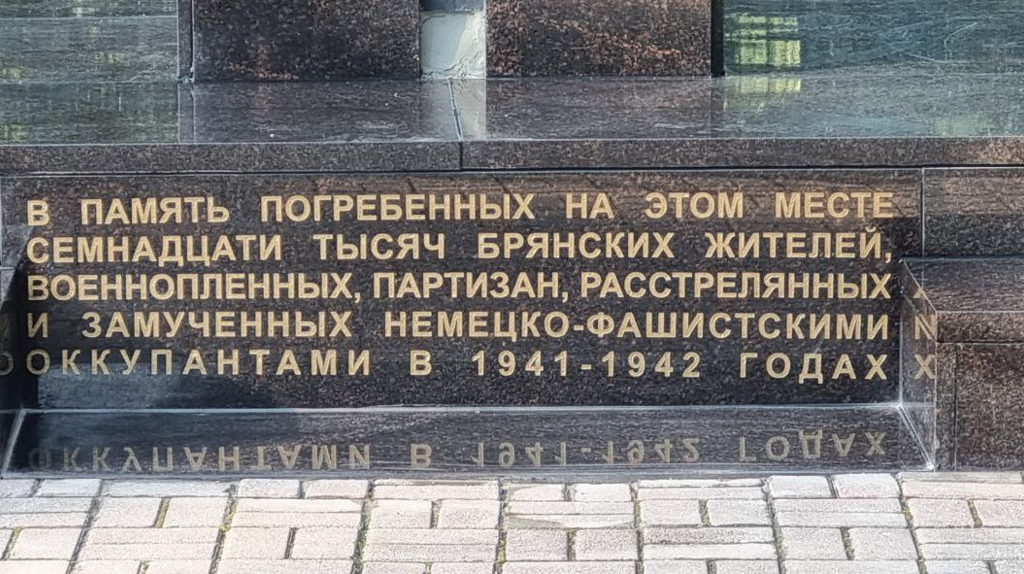 В ПАМЯТЬ ПОГРЕБЕННЫХ НА ЭТОМ МЕСТЕ
СЕМНАДЦАТИ ТЫСЯЧ БРЯНСКИХ ЖИТЕЛЕЙ,
ВОЕННОПЛЕННЫХ, ПАРТИЗАН, РАССТРЕЛЯННЫХ
И ЗАМУЧЕННЫХ НЕМЕЦКО-ФАШИСТСКИМИ
ОККУПАНТАМИ В 1941-1942 ГОДАХ